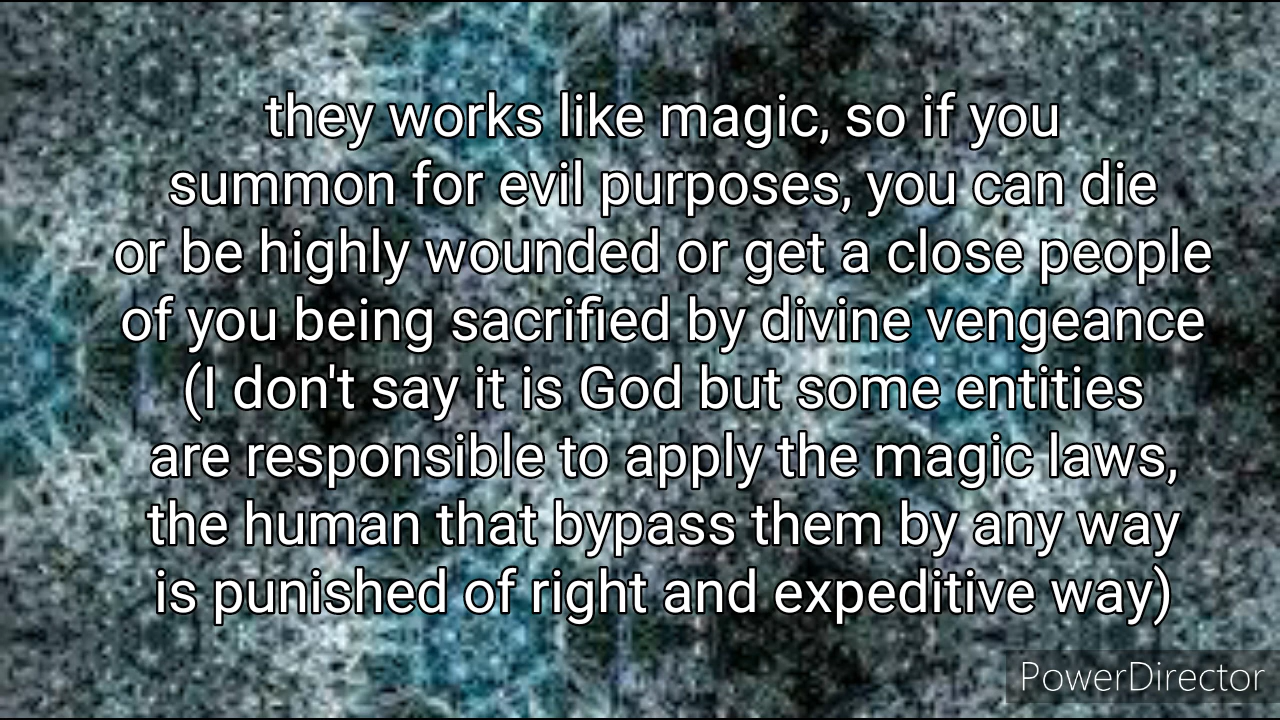 they works like magic, so if you
summon for evil purposes, you can die
or be highly wounded or get a close people
of you being sacrified by divine vengeance
(I don't say it is God but some entities
are responsible to apply the magic laws,
the human that bypass them by any way
is punished of right and expeditive way)
PowerDirector